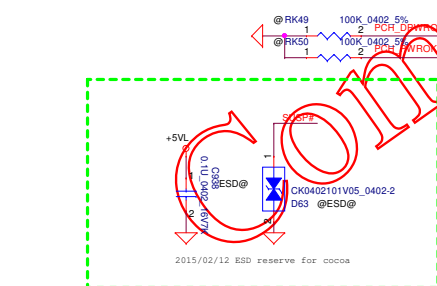 @ RK49 100K_0402_5%
1 2 PCH_DPWROK
@ RK50 100K_0402_5%
1 2
Com
SUSP#
+5VL
1
2
C938
0.1U_0402_16V7K
@ESD@
1
2
CK0402101V05_0402-2
D63 @ESD@
2015/02/12 ESD reserve for cocoa